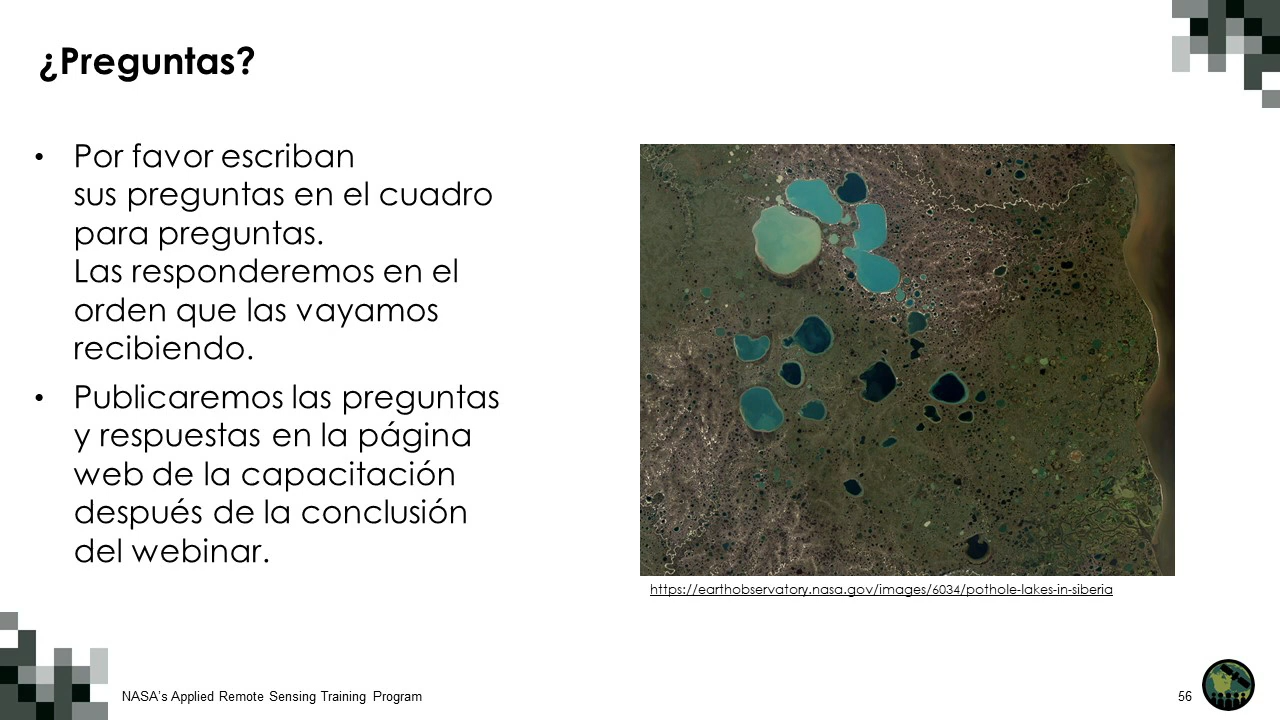 ¿Preguntas?
• Por favor escriban
sus preguntas en el cuadro
para preguntas.
Las responderemos en el
orden que las vayamos
recibiendo.
• Publicaremos las preguntas
y respuestas en la página
web de la capacitación
después de la conclusión
del webinar.
https://earthobservatory.nasa.gov/images/6034/pothole-lakes-in-siberia
NASA's Applied Remote Sensing Training Program
56